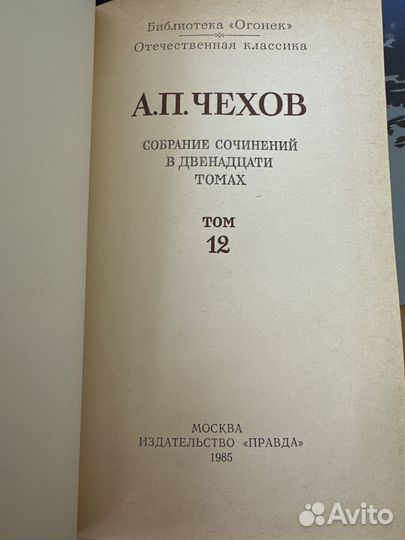 Библиотека «Огонек»
Отечественная классика
А.П.ЧЕХОВ
СОБРАНИЕ СОЧИНЕНИЙ
В ДВЕНАДЦАТИ
ТОМАХ
ТОМ
12
МОСКВА
ИЗДАТЕЛЬСТВО «ПРАВДА»
1985
Avito